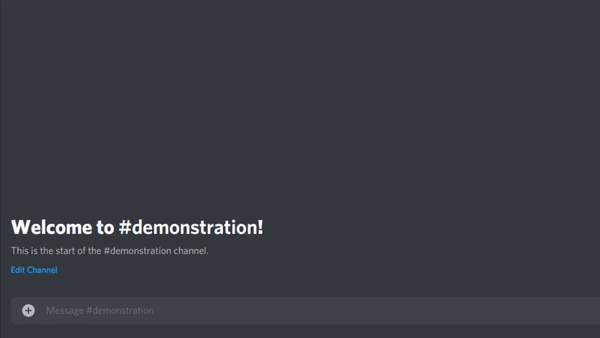 Welcome to #demonstration!
This is the start of the #demonstration channel.
Edit Channel
Message #demonstration